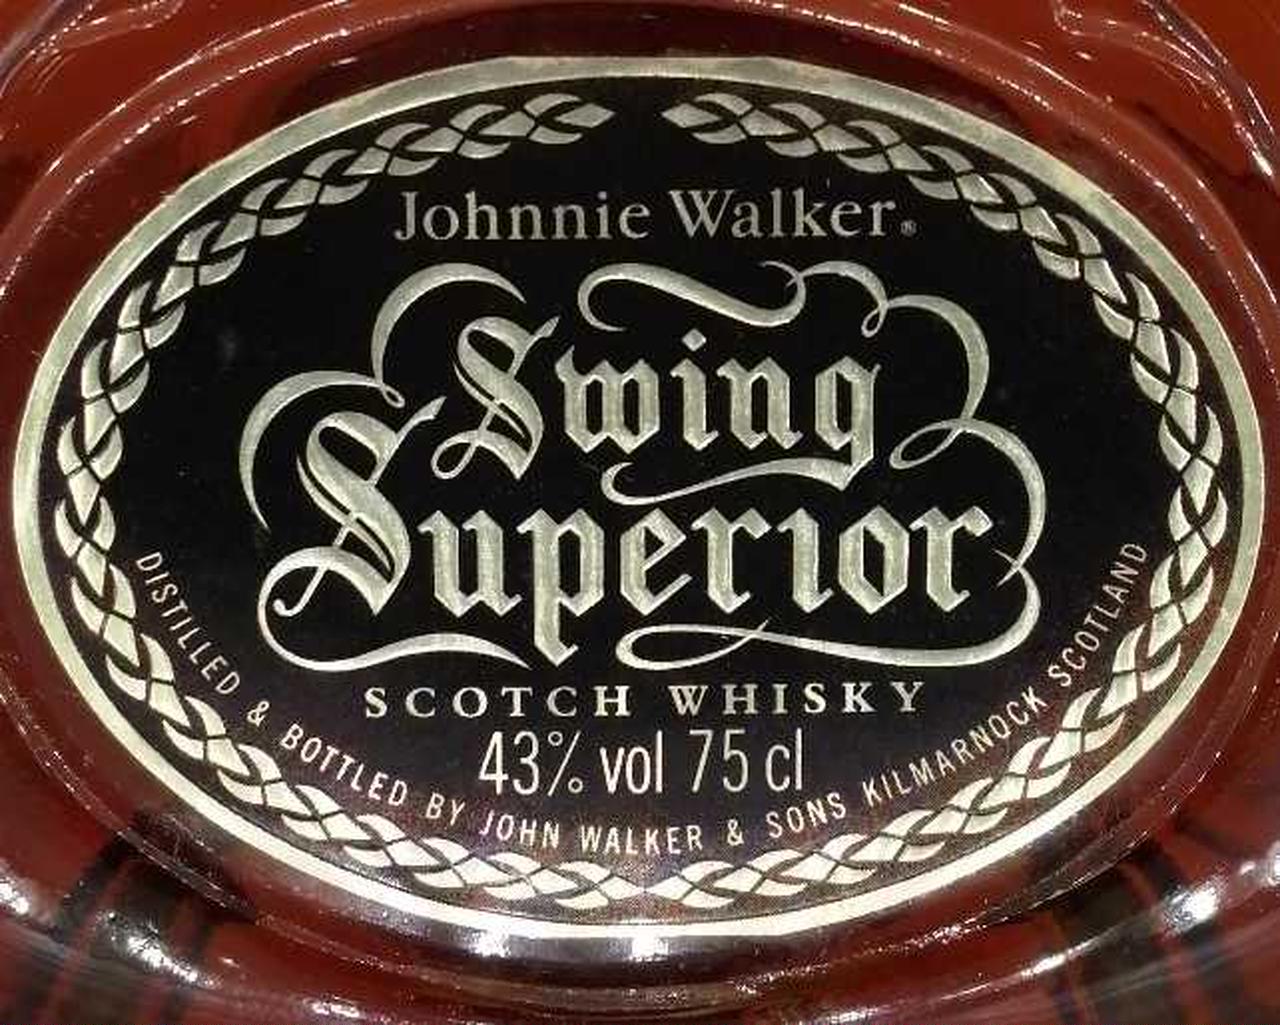 Johnnie Walker®
Swing
Superior
SCOTCH WHISKY
43% vol 75 cl
DISTILLED & BOTTLED BY JOHN WALKER & SONS KILMARNOCK SCOTLAND